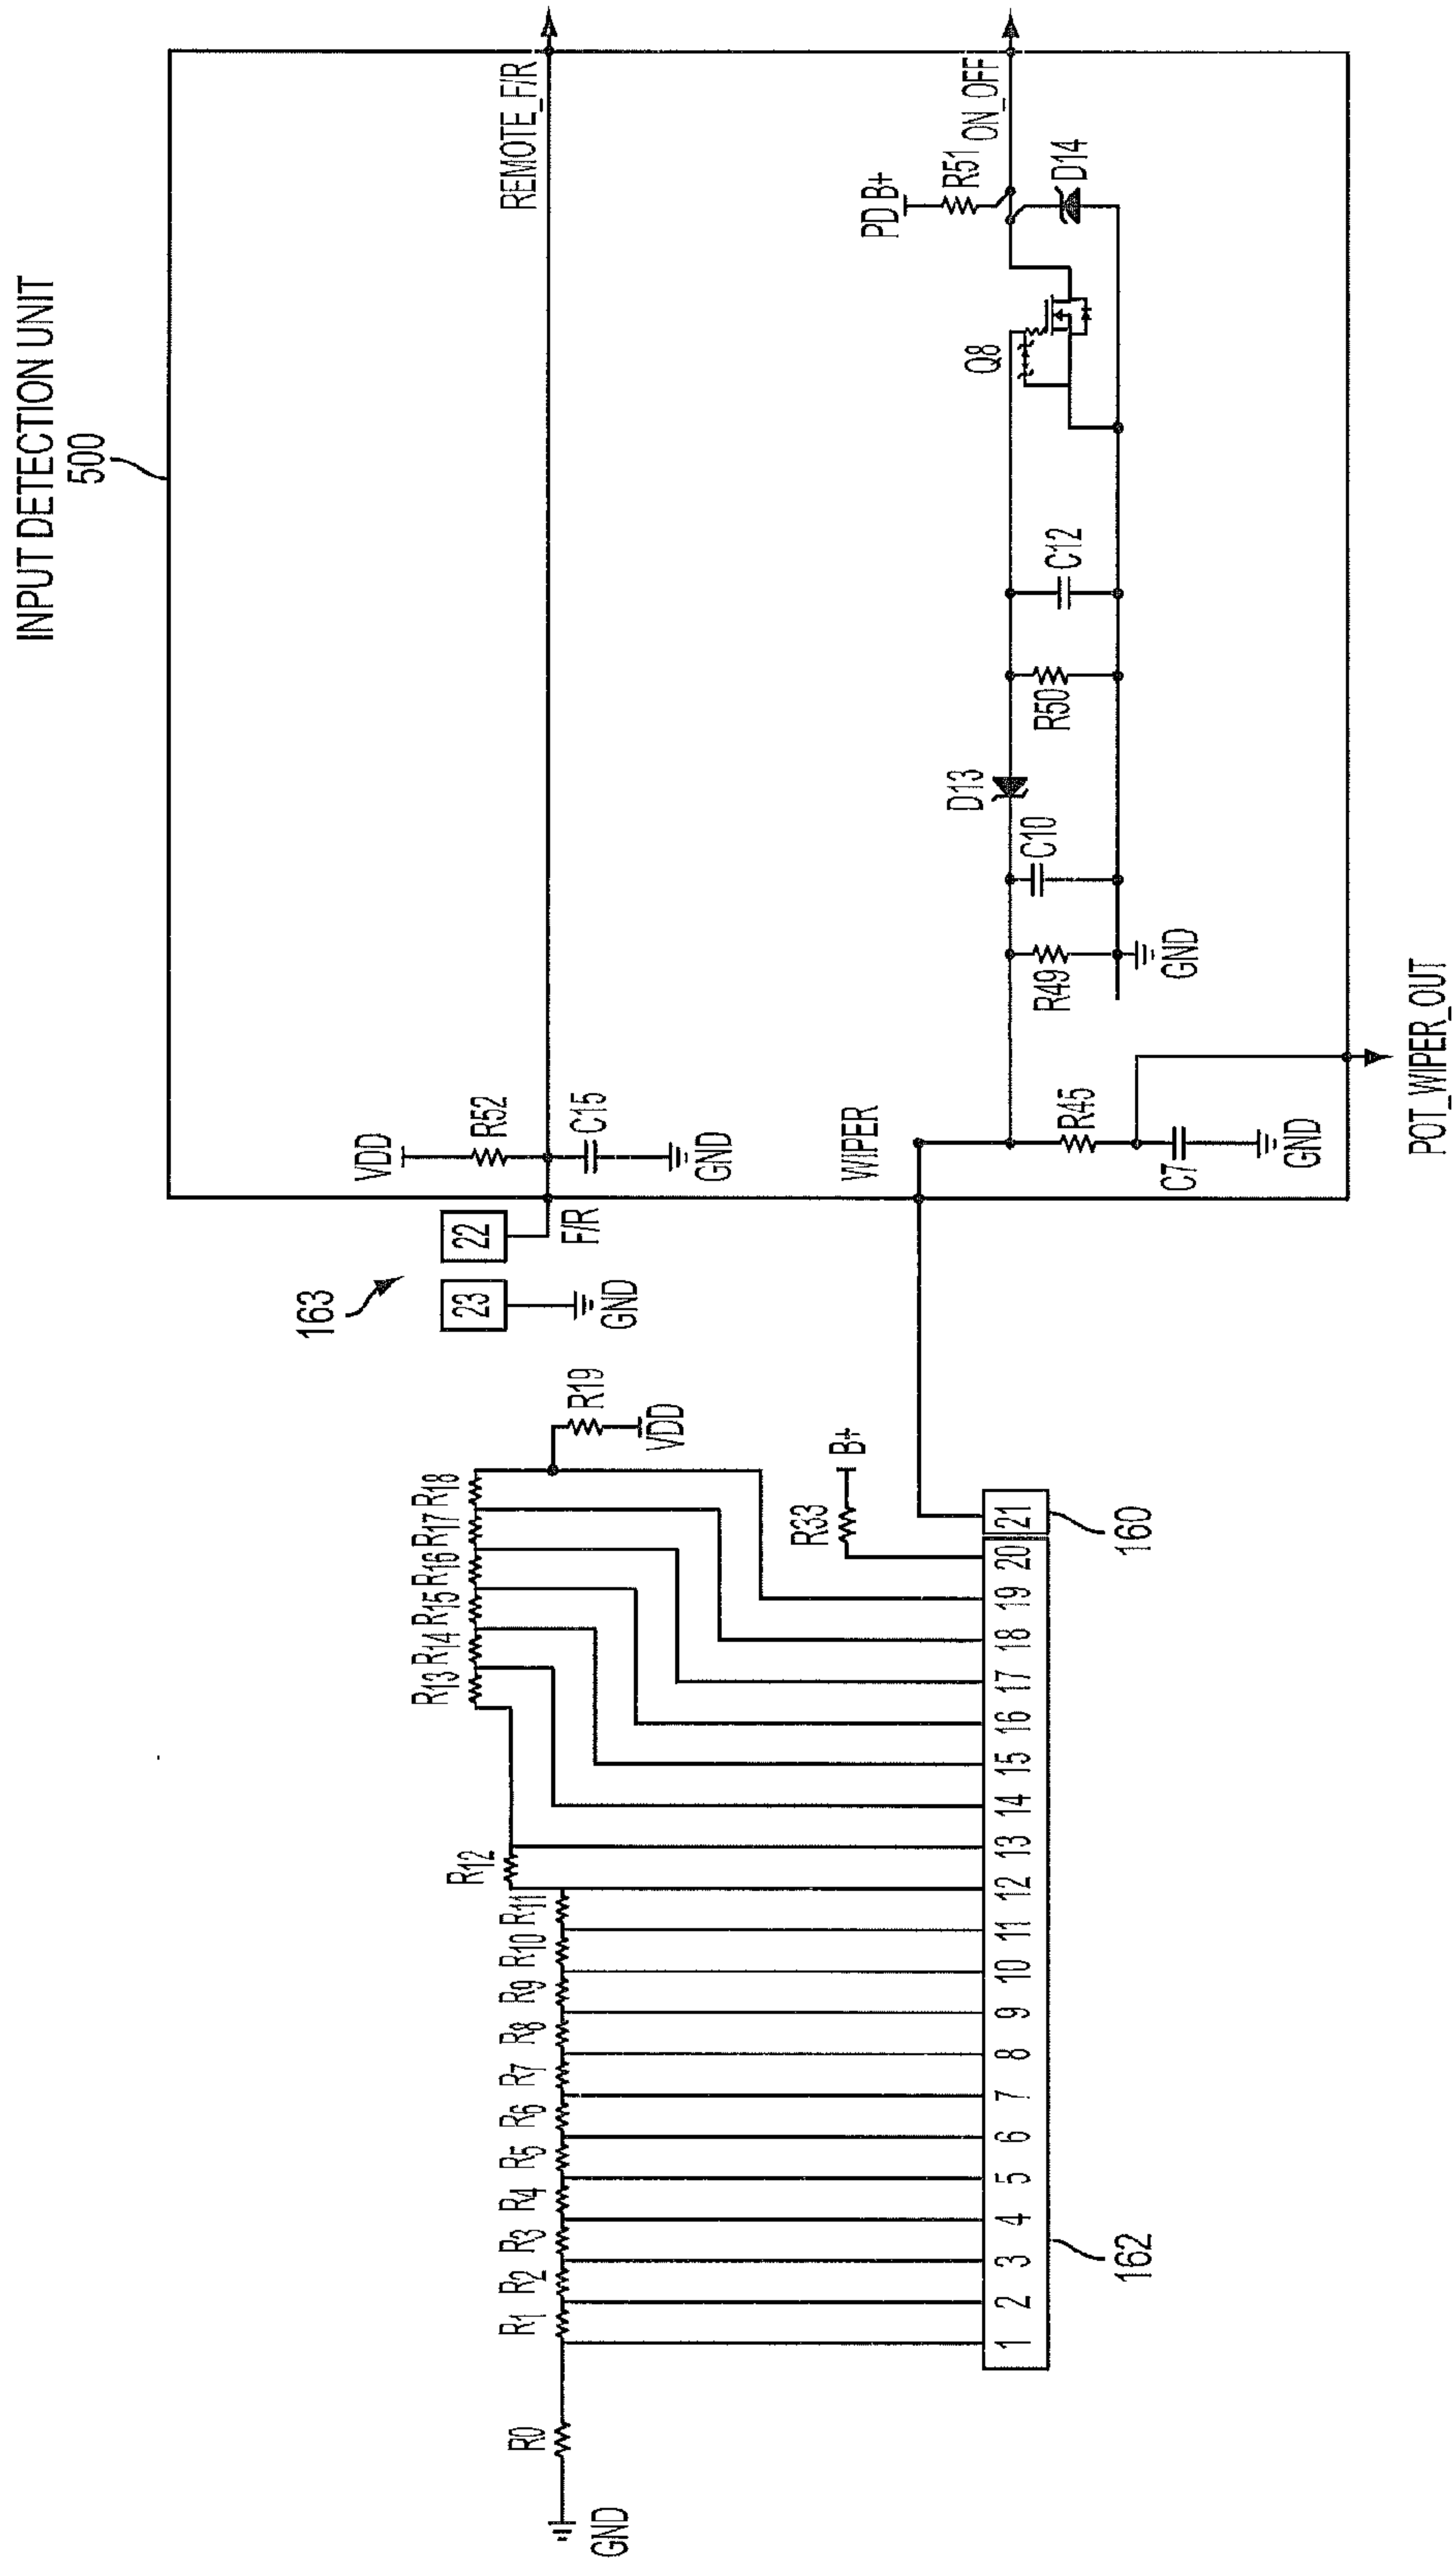 INPUT DETECTION UNIT
500
REMOTE_F/R
ON_OFF
PD B+
R51
D14
Q8
C12
R50
D13
C10
R49
GND
VDD
R52
C15
GND
WIPER
R45
C7
GND
POT_WIPER_OUT
163
22
F/R
23
GND
R19
VDD
R13
R14
R15
R16
R17
R18
R33
B+
R12
R0
GND
R1
R2
R3
R4
R5
R6
R7
R8
R9
R10
R11
1 2 3 4 5 6 7 8 9 10 11 12 13 14 15 16 17 18 19 20 21
162
160